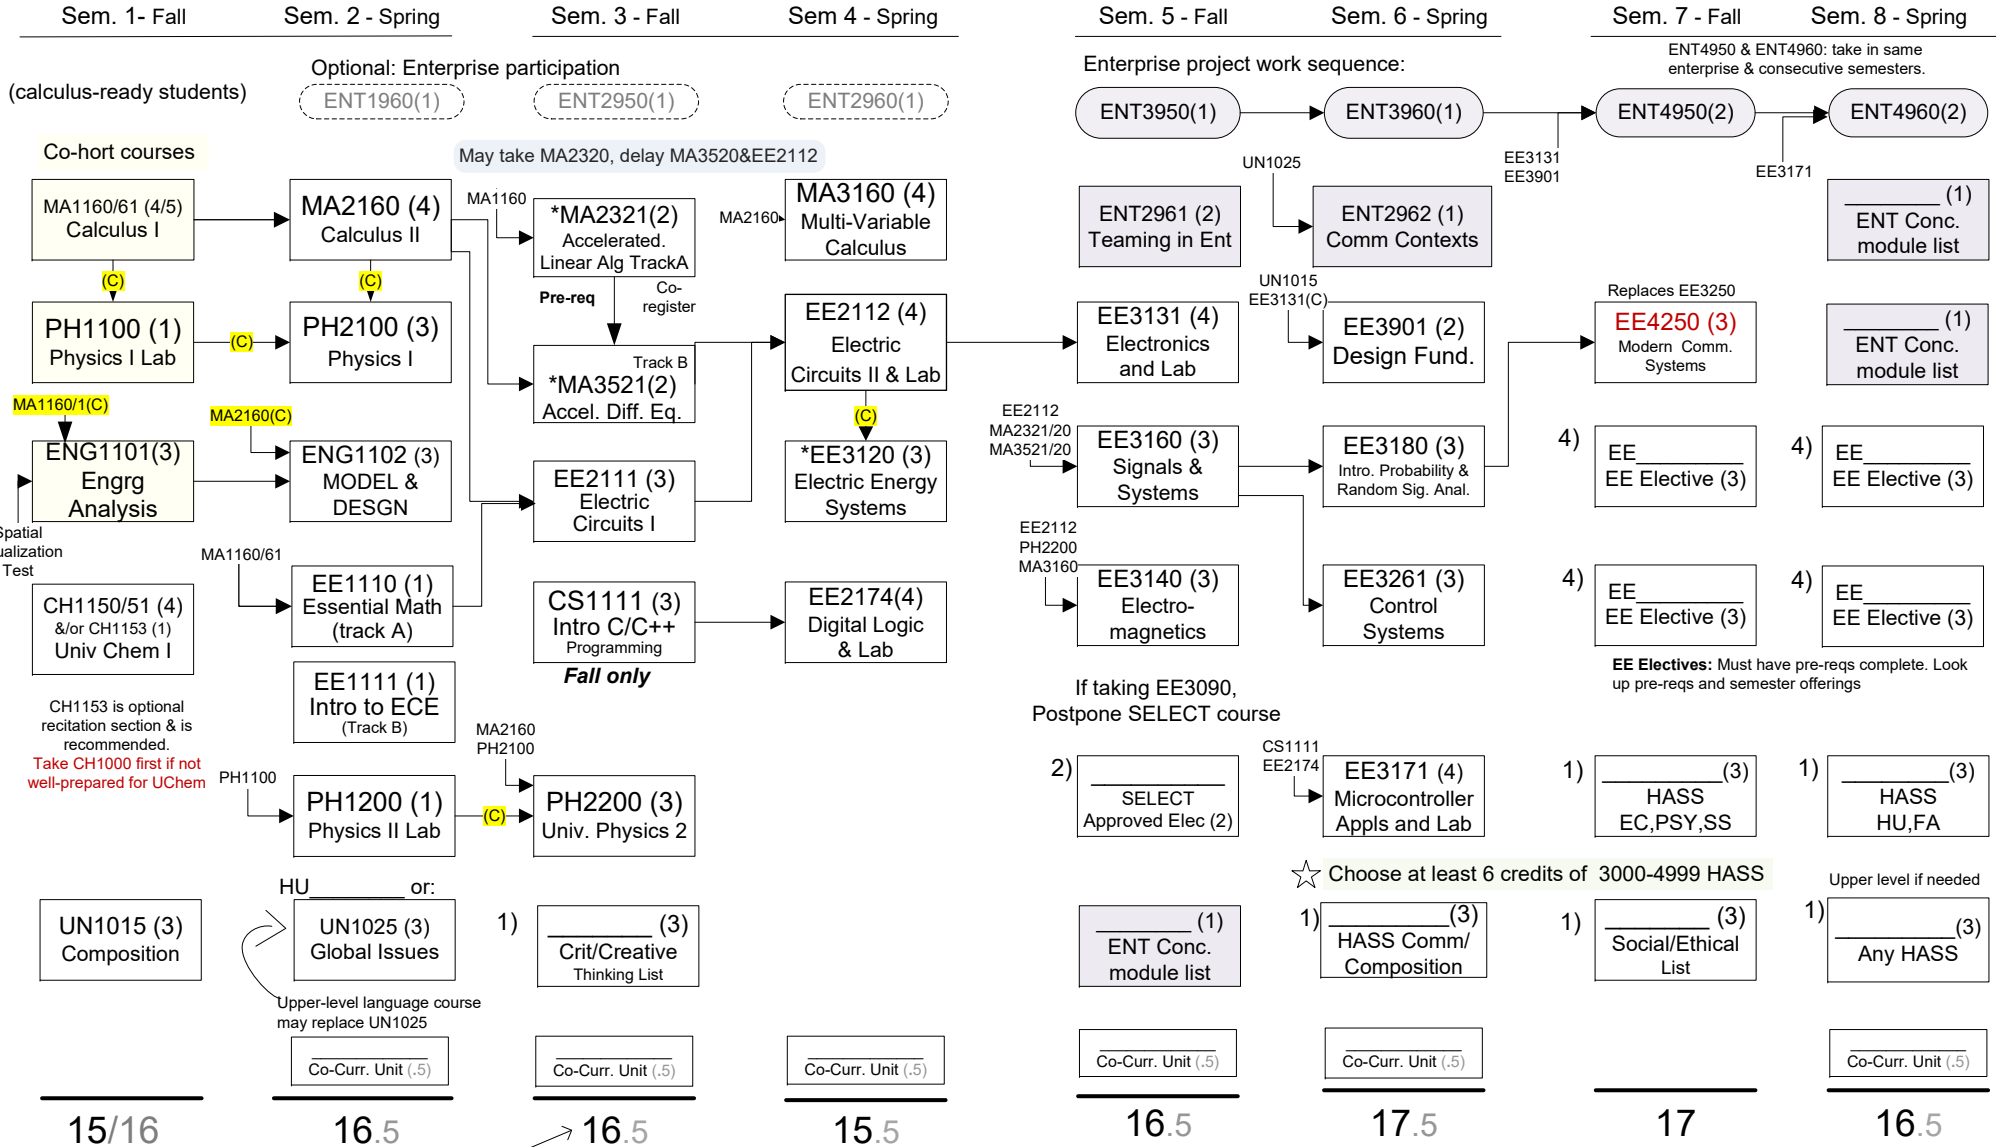 Sem. 1- Fall
Sem. 2 - Spring
Sem. 3 - Fall
Sem 4 - Spring
Sem. 5 - Fall
Sem. 6 - Spring
Sem. 7 - Fall
Sem. 8 - Spring
(calculus-ready students)
Optional: Enterprise participation
ENT1960(1)
ENT2950(1)
ENT2960(1)
Enterprise project work sequence:
ENT4950 & ENT4960: take in same
enterprise & consecutive semesters.
ENT3950(1)
ENT3960(1)
ENT4950(2)
ENT4960(2)
EE3131
EE3901
EE3171
Co-hort courses
May take MA2320, delay MA3520&EE2112
MA1160/61 (4/5)
Calculus I
MA2160 (4)
Calculus II
MA1160
*MA2321(2)
Accelerated.
Linear Alg TrackA
MA2160
MA3160 (4)
Multi-Variable
Calculus
ENT2961 (2)
Teaming in Ent
UN1025
ENT2962 (1)
Comm Contexts
________ (1)
ENT Conc.
module list
(C)
(C)
Pre-req
Co-
register
PH1100 (1)
Physics I Lab
(C)
PH2100 (3)
Physics I
Track B
*MA3521(2)
Accel. Diff. Eq.
EE2112 (4)
Electric
Circuits II & Lab
EE3131 (4)
Electronics
and Lab
UN1015
EE3131(C)
EE3901 (2)
Design Fund.
Replaces EE3250
EE4250 (3)
Modern Comm.
Systems
________ (1)
ENT Conc.
module list
MA1160/1(C)
MA2160(C)
(C)
ENG1101(3)
Engrg
Analysis
ENG1102 (3)
MODEL &
DESGN
EE2111 (3)
Electric
Circuits I
*EE3120 (3)
Electric Energy
Systems
EE2112
MA2321/20
MA3521/20
EE3160 (3)
Signals &
Systems
EE3180 (3)
Intro. Probability &
Random Sig. Anal.
4)
EE_________
EE Elective (3)
4)
EE_________
EE Elective (3)
Test
MA1160/61
CH1150/51 (4)
&/or CH1153 (1)
Univ Chem I
EE1110 (1)
Essential Math
(track A)
CS1111 (3)
Intro C/C++
Programming
Fall only
EE2174(4)
Digital Logic
& Lab
EE2112
PH2200
MA3160
EE3140 (3)
Electro-
magnetics
EE3261 (3)
Control
Systems
4)
EE_________
EE Elective (3)
4)
EE_________
EE Elective (3)
EE Electives: Must have pre-reqs complete. Look
up pre-reqs and semester offerings
EE1111 (1)
Intro to ECE
(Track B)
CH1153 is optional
recitation section & is
recommended.
Take CH1000 first if not
well-prepared for UChem
If taking EE3090,
Postpone SELECT course
PH1100
PH1200 (1)
Physics II Lab
(C)
MA2160
PH2100
PH2200 (3)
Univ. Physics 2
2)
___________
SELECT
Approved Elec (2)
CS1111
EE2174
EE3171 (4)
Microcontroller
Appls and Lab
1)
__________(3)
HASS
EC,PSY,SS
1)
_________(3)
HASS
HU,FA
Choose at least 6 credits of 3000-4999 HASS
Upper level if needed
UN1015 (3)
Composition
HU________ or:
UN1025 (3)
Global Issues
Upper-level language course
may replace UN1025
1)
________ (3)
Crit/Creative
Thinking List
________ (1)
ENT Conc.
module list
1)
__________(3)
HASS Comm/
Composition
1)
_________ (3)
Social/Ethical
List
1)
__________(3)
Any HASS
Co-Curr. Unit (.5)
Co-Curr. Unit (.5)
Co-Curr. Unit (.5)
Co-Curr. Unit (.5)
Co-Curr. Unit (.5)
Co-Curr. Unit (.5)
15/16
16.5
16.5
15.5
16.5
17.5
17
16.5